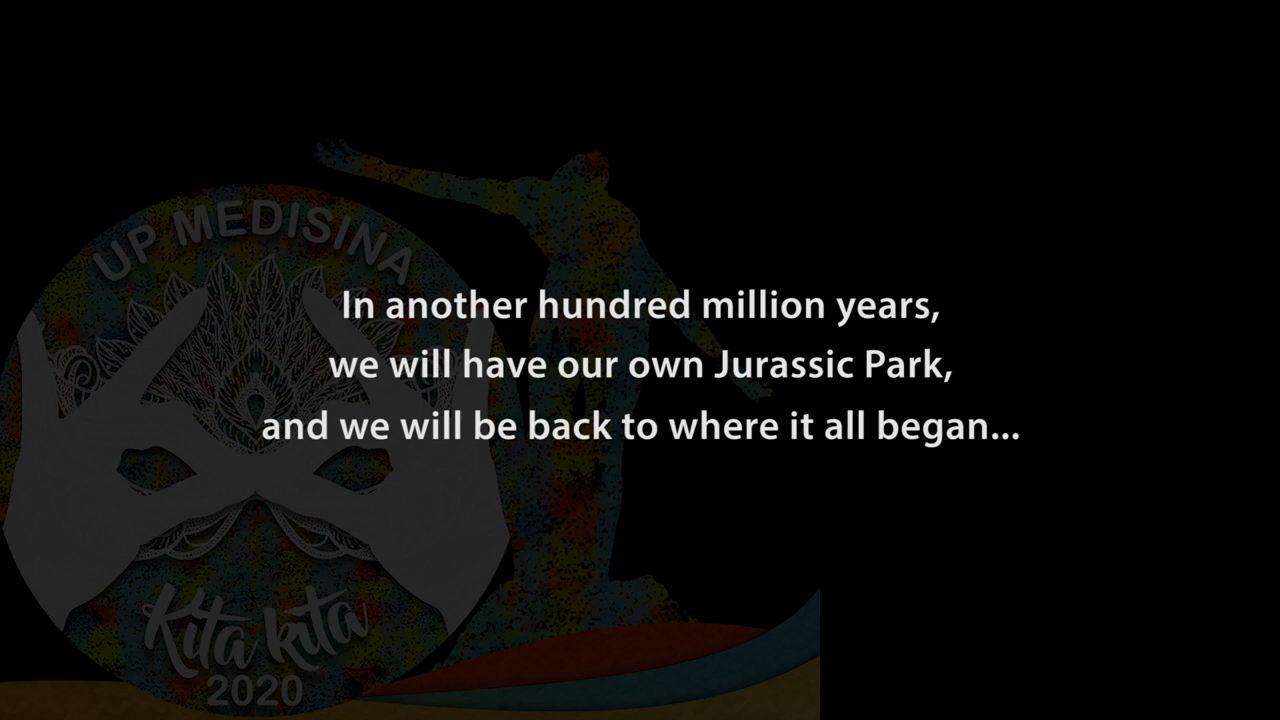 UP MEDISINA
In another hundred million years,
we will have our own Jurassic Park,
and we will be back to where it all began...
Kita kita
2020